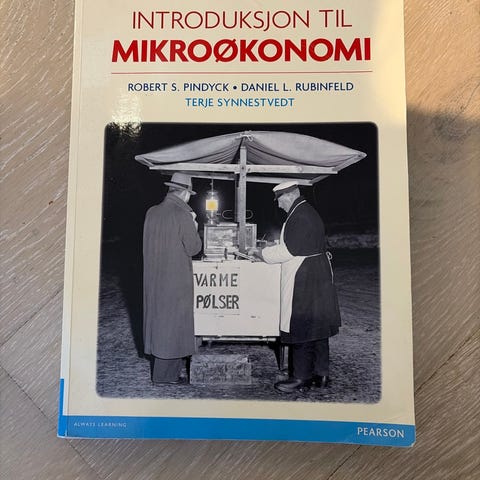 INTRODUKSJON TIL
MIKROØKONOMI
ROBERT S. PINDYCK • DANIEL L. RUBINFELD
TERJE SYNNESTVEDT
VARME
PØLSER
ALWAYS LEARNING
PEARSON